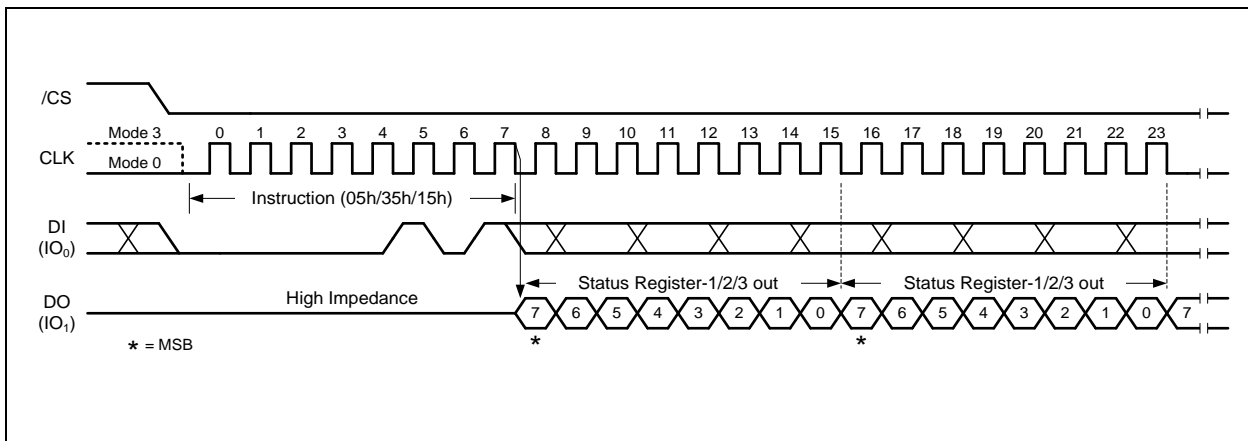 /CS
Mode 3
0 1 2 3 4 5 6 7 8 9 10 11 12 13 14 15 16 17 18 19 20 21 22 23
CLK
Mode 0
Instruction (05h/35h/15h)
DI
(IO₀)
Status Register-1/2/3 out Status Register-1/2/3 out
High Impedance
DO
(IO₁)
7 6 5 4 3 2 1 0 7 6 5 4 3 2 1 0 7
* *
* = MSB